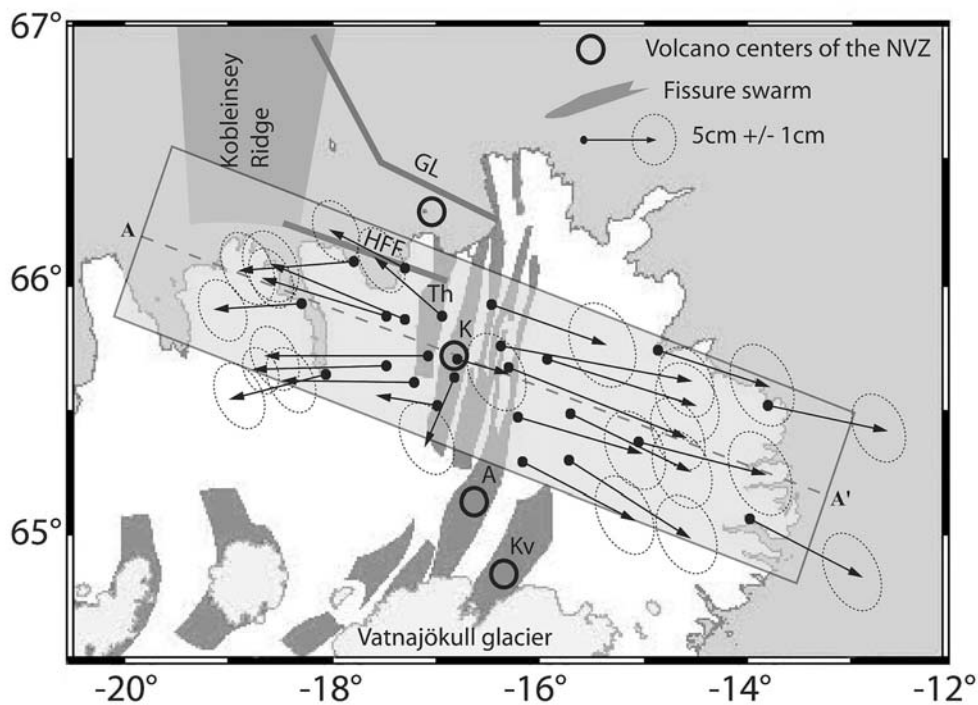 67°
66°
65°
Volcano centers of the NVZ
Fissure swarm
5cm +/- 1cm
Kobleinsey
Ridge
GL
A
HFF
Th
K
A
A'
Kv
Vatnajökull glacier
-20°
-18°
-16°
-14°
-12°